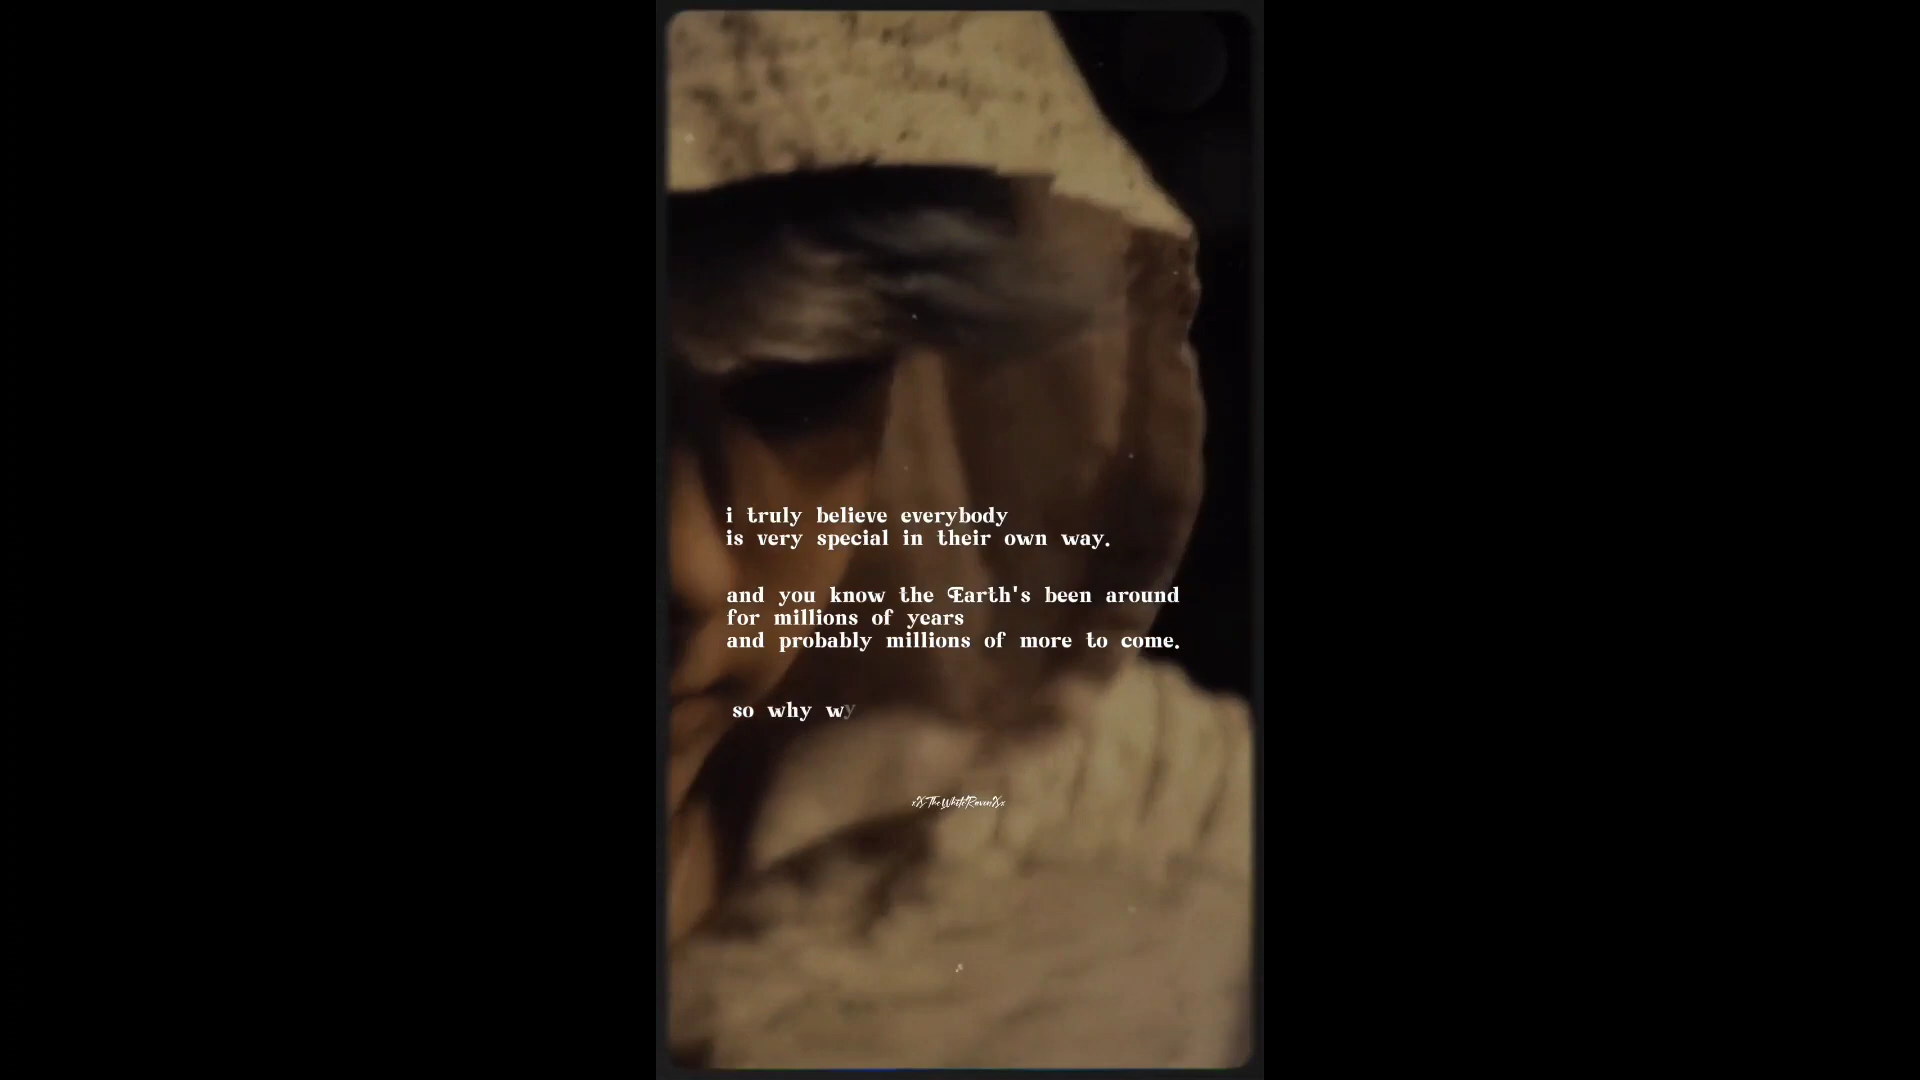 i truly believe everybody
is very special in their own way.
and you know the Earth's been around
for millions of years
and probably millions of more to come.
so why wy
xXTheWhiteRavenXx